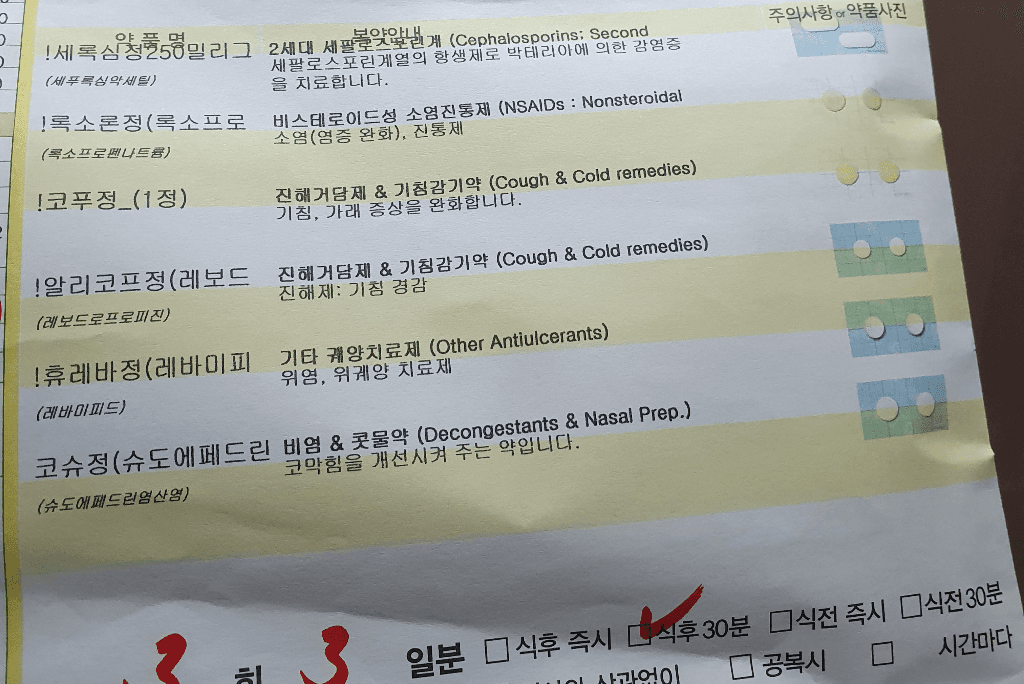 약 품 명 복약안내 주의사항 or 약품사진
!세록심정250밀리그 2세대 세팔로스포린계 (Cephalosporins; Second
세팔로스포린계열의 항생제로 박테리아에 의한 감염증
(세푸록심악세틸) 을 치료합니다.
!록소론정(록소프로 비스테로이드성 소염진통제 (NSAIDs : Nonsteroidal
소염(염증 완화), 진통제
(록소프로펜나트륨)
!코푸정_(1정) 진해거담제 & 기침감기약 (Cough & Cold remedies)
기침, 가래 증상을 완화합니다.
!알리코프정(레보드 진해거담제 & 기침감기약 (Cough & Cold remedies)
진해제: 기침 경감
(레보드로프로피진)
!휴레바정(레바미피 기타 궤양치료제 (Other Antiulcerants)
위염, 위궤양 치료제
(레바미피드)
코슈정(슈도에페드린 비염 & 콧물약 (Decongestants & Nasal Prep.)
코막힘을 개선시켜 주는 약입니다.
(슈도에페드린염산염)
3 회 3 일분 □ 식후 즉시 □ 식후30분 □ 식전 즉시 □ 식전30분
상관없이 □ 공복시 □ 시간마다